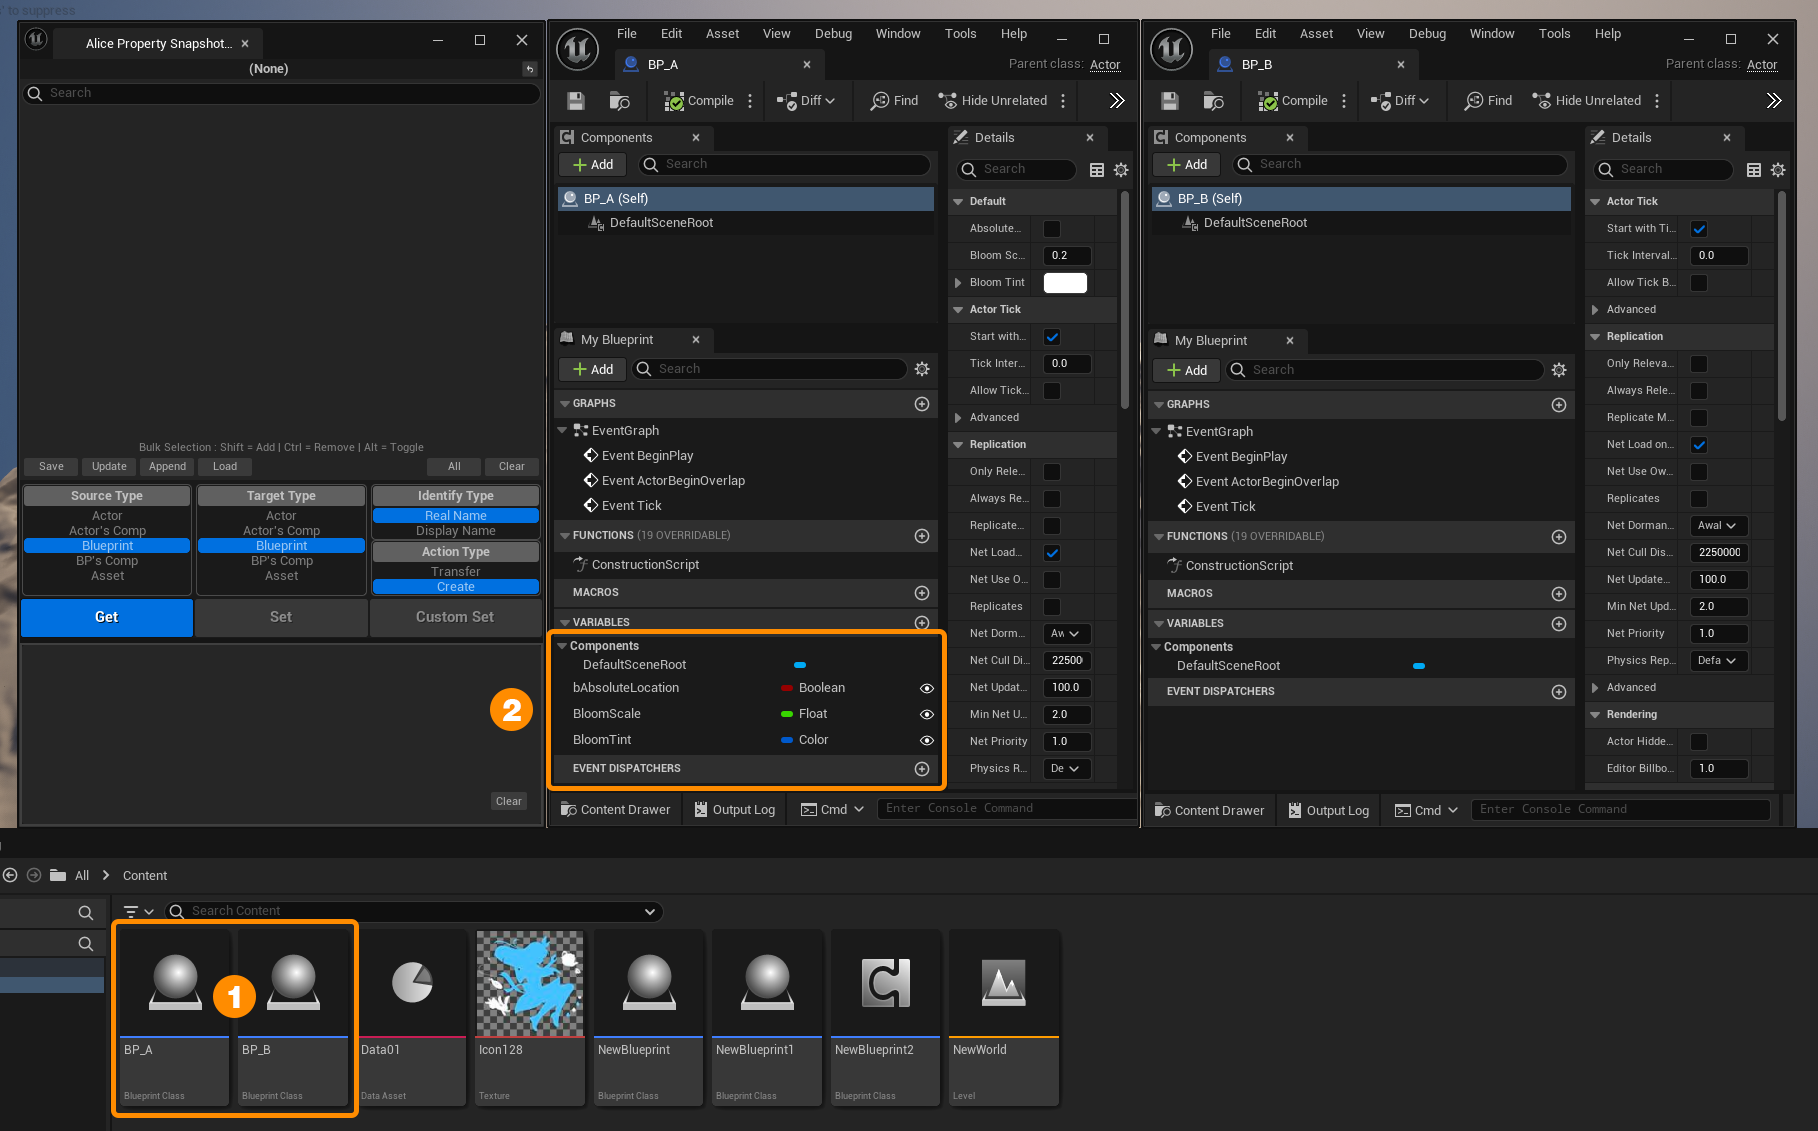 ' to suppress
Alice Property Snapshot...
(None)
Search
Bulk Selection : Shift = Add | Ctrl = Remove | Alt = Toggle
Save Update Append Load All Clear
Source Type
Actor
Actor's Comp
Blueprint
BP's Comp
Asset
Target Type
Actor
Actor's Comp
Blueprint
BP's Comp
Asset
Identify Type
Real Name
Display Name
Action Type
Transfer
Create
Get Set Custom Set
Clear
File Edit Asset View Debug Window Tools Help
BP_A
Parent class: Actor
Compile Diff Find Hide Unrelated
Components
Add Search
BP_A (Self)
DefaultSceneRoot
My Blueprint
Add Search
GRAPHS
EventGraph
Event BeginPlay
Event ActorBeginOverlap
Event Tick
FUNCTIONS (19 OVERRIDABLE)
ConstructionScript
MACROS
VARIABLES
Components
DefaultSceneRoot
bAbsoluteLocation Boolean
BloomScale Float
BloomTint Color
EVENT DISPATCHERS
2
Details
Search
Default
Absolute...
Bloom Sc... 0.2
Bloom Tint
Actor Tick
Start with...
Tick Inter... 0.0
Allow Tick...
Advanced
Replication
Only Rele...
Always Re...
Replicate...
Net Load...
Net Use O...
Replicates
Net Dorm... Aw
Net Cull Di... 22500
Net Updat... 100.0
Min Net U... 2.0
Net Priority 1.0
Physics R... De
Content Drawer Output Log Cmd Enter Console Command
File Edit Asset View Debug Window Tools Help
BP_B
Parent class: Actor
Compile Diff Find Hide Unrelated
Components
Add Search
BP_B (Self)
DefaultSceneRoot
My Blueprint
Add Search
GRAPHS
EventGraph
Event BeginPlay
Event ActorBeginOverlap
Event Tick
FUNCTIONS (19 OVERRIDABLE)
ConstructionScript
MACROS
VARIABLES
Components
DefaultSceneRoot
EVENT DISPATCHERS
Details
Search
Actor Tick
Start with Ti...
Tick Interval... 0.0
Allow Tick B...
Advanced
Replication
Only Releva...
Always Rele...
Replicate M...
Net Load on...
Net Use Ow...
Replicates
Net Dorman... Awal
Net Cull Dis... 2250000
Net Update... 100.0
Min Net Upd... 2.0
Net Priority 1.0
Physics Rep... Defa
Advanced
Rendering
Actor Hidde...
Editor Billbo... 1.0
Content Drawer Output Log Cmd Enter Console Command
All Content
Search Content
1
BP_A
Blueprint Class
BP_B
Blueprint Class
Data01
Data Asset
Icon128
Texture
NewBlueprint
Blueprint Class
NewBlueprint1
Blueprint Class
NewBlueprint2
Blueprint Class
NewWorld
Level